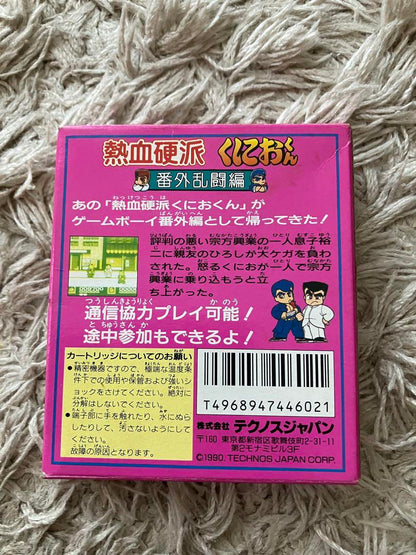 熱血硬派 くにおくん
番外乱闘編
あの「熱血硬派くにおくん」が
ゲームボーイ番外編として帰ってきた！
評判の悪い宗方興業の一人息子裕
二に親友のひろしが大ケガを負わ
された。怒るくにおが一人で宗方
興業に乗り込もうと立
ち上がった。
通信協力プレイ可能！
途中参加もできるよ！
カートリッジについてのお願い
●精密機器ですので、極端な温度条
件下での使用や保管および強いシ
ョックをさけてください。絶対に
分解しないでください。
●端子部に手を触れたり、水にぬら
したりして、汚さないようにして
ください。
故障の原因となります。
T4968947446021
株式会社 テクノスジャパン
〒160 東京都新宿区歌舞伎町2-31-11
第2モナミビル3F
©1990. TECHNOS JAPAN CORP.